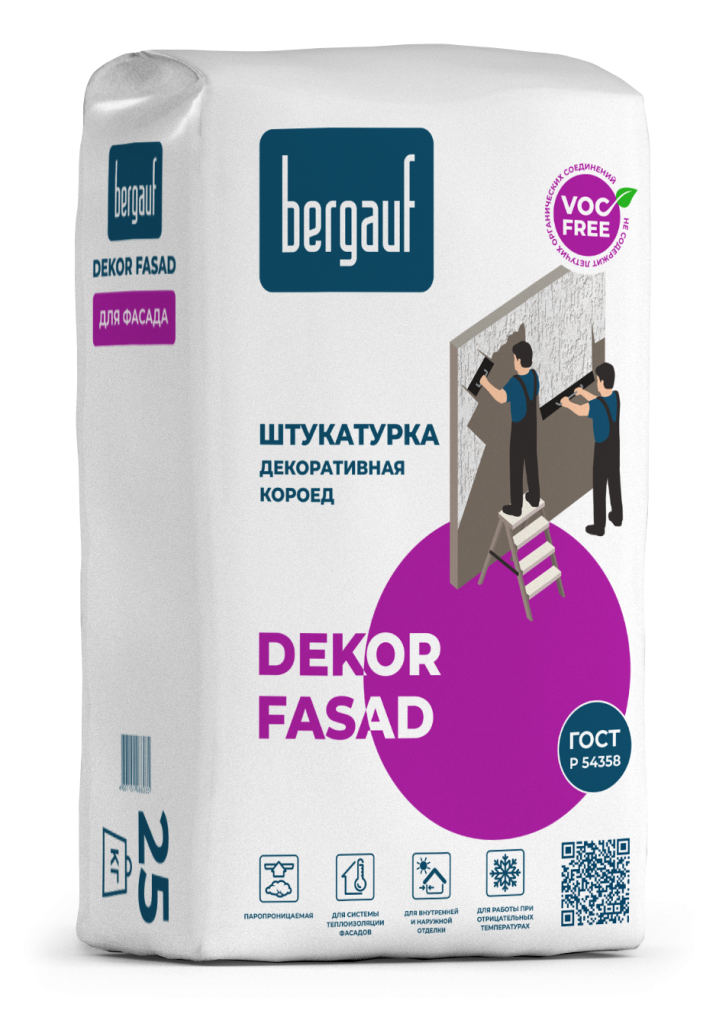 bergauf
DEKOR FASAD
ДЛЯ ФАСАДА
25
КГ
bergauf
НЕ СОДЕРЖИТ ЛЕТУЧИХ ОРГАНИЧЕСКИХ СОЕДИНЕНИЙ
VOC
FREE
ШТУКАТУРКА
ДЕКОРАТИВНАЯ
КОРОЕД
DEKOR
FASAD
ГОСТ
Р 54358
ПАРОПРОНИЦАЕМАЯ
ДЛЯ СИСТЕМЫ
ТЕПЛОИЗОЛЯЦИИ
ФАСАДОВ
ДЛЯ ВНУТРЕННЕЙ
И НАРУЖНОЙ
ОТДЕЛКИ
ДЛЯ РАБОТЫ ПРИ
ОТРИЦАТЕЛЬНЫХ
ТЕМПЕРАТУРАХ